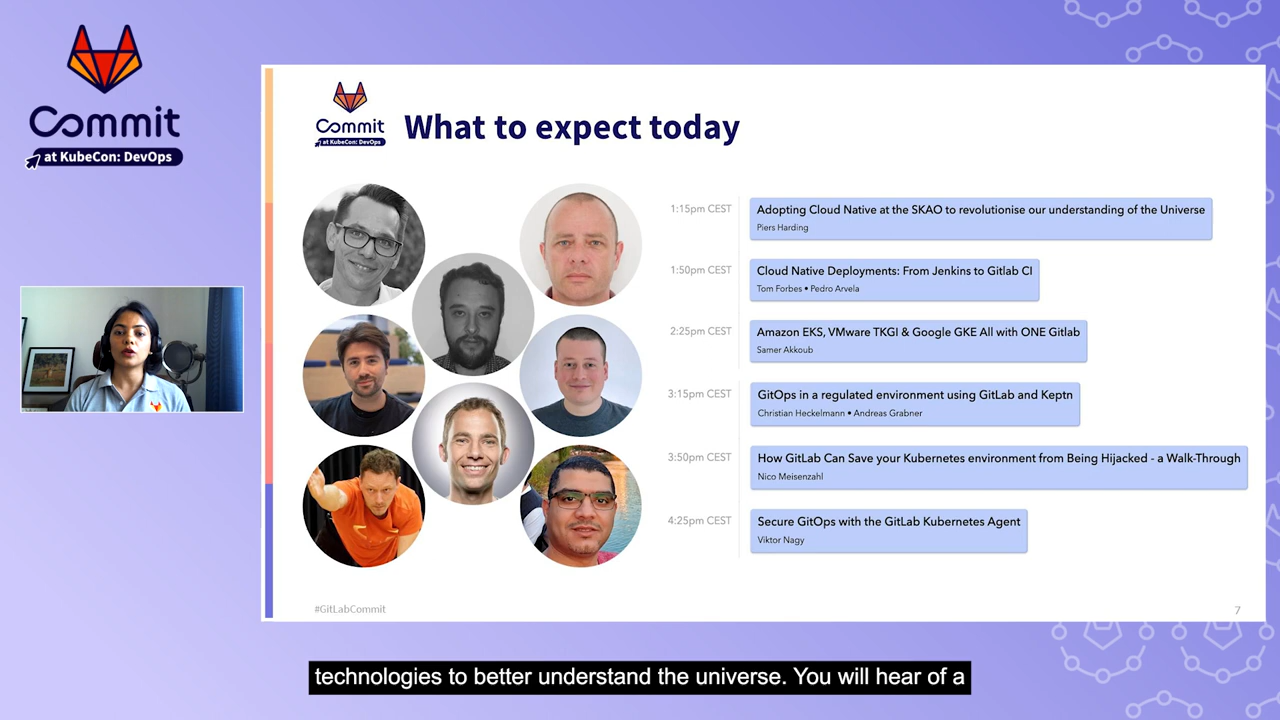 Commit
at KubeCon: DevOps
Commit
at KubeCon: DevOps
What to expect today
1:15pm CEST
Adopting Cloud Native at the SKAO to revolutionise our understanding of the Universe
Piers Harding
1:50pm CEST
Cloud Native Deployments: From Jenkins to Gitlab CI
Tom Forbes • Pedro Arvela
2:25pm CEST
Amazon EKS, VMware TKGI & Google GKE All with ONE Gitlab
Samer Akkoub
3:15pm CEST
GitOps in a regulated environment using GitLab and Keptn
Christian Heckelmann • Andreas Grabner
3:50pm CEST
How GitLab Can Save your Kubernetes environment from Being Hijacked - a Walk-Through
Nico Meisenzahl
4:25pm CEST
Secure GitOps with the GitLab Kubernetes Agent
Viktor Nagy
#GitLabCommit
7
technologies to better understand the universe. You will hear of a